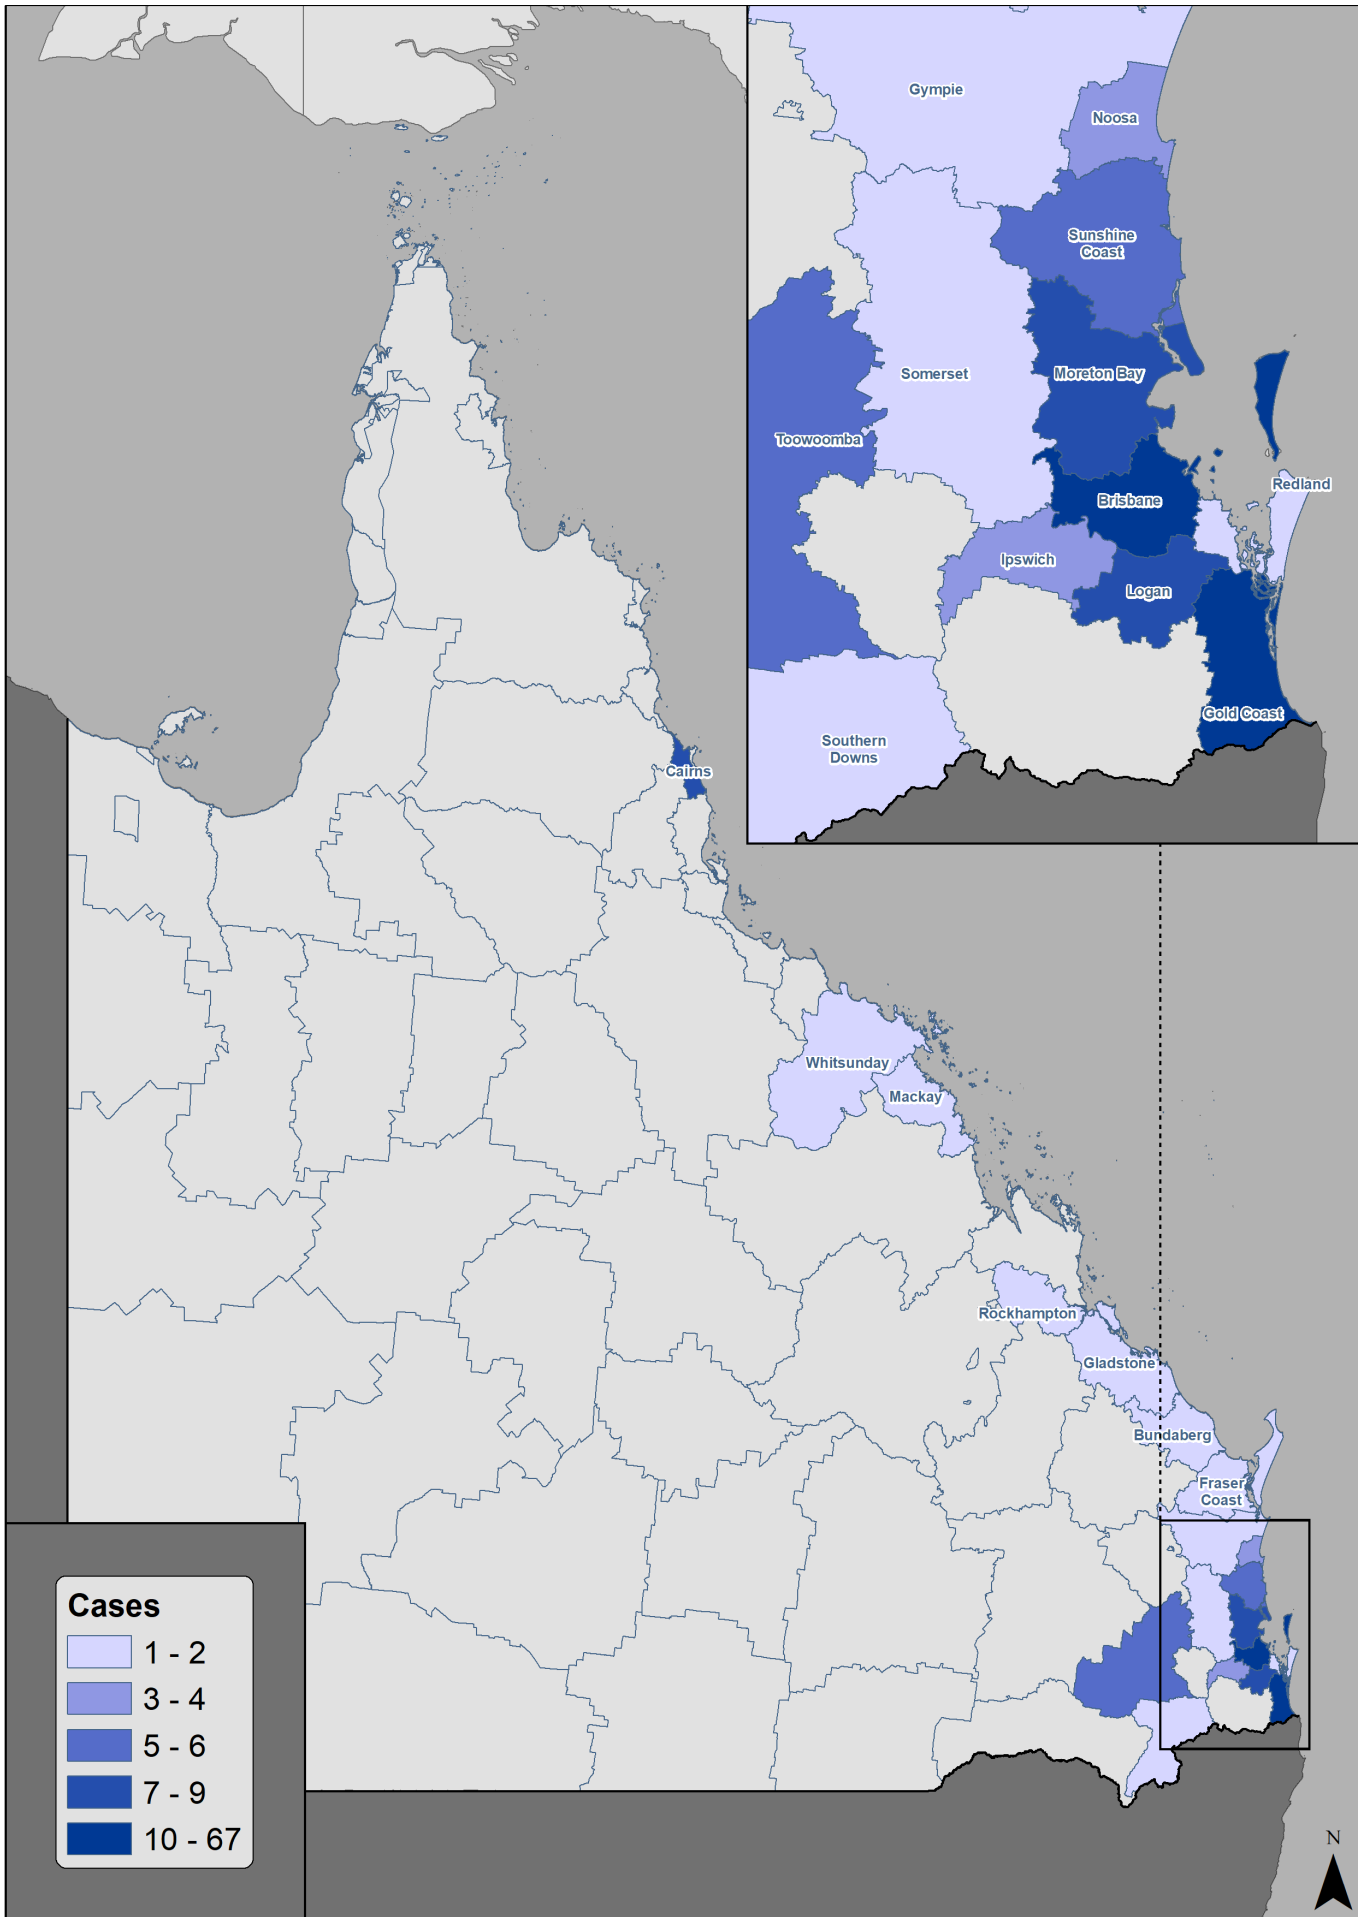 Gympie
Noosa
Sunshine
Coast
Somerset
Moreton Bay
Toowoomba
Redland
Brisbane
Ipswich
Logan
Gold Coast
Southern
Downs
Cairns
Whitsunday
Mackay
Rockhampton
Gladstone
Bundaberg
Fraser
Coast
Cases
1 - 2
3 - 4
5 - 6
7 - 9
10 - 67
N